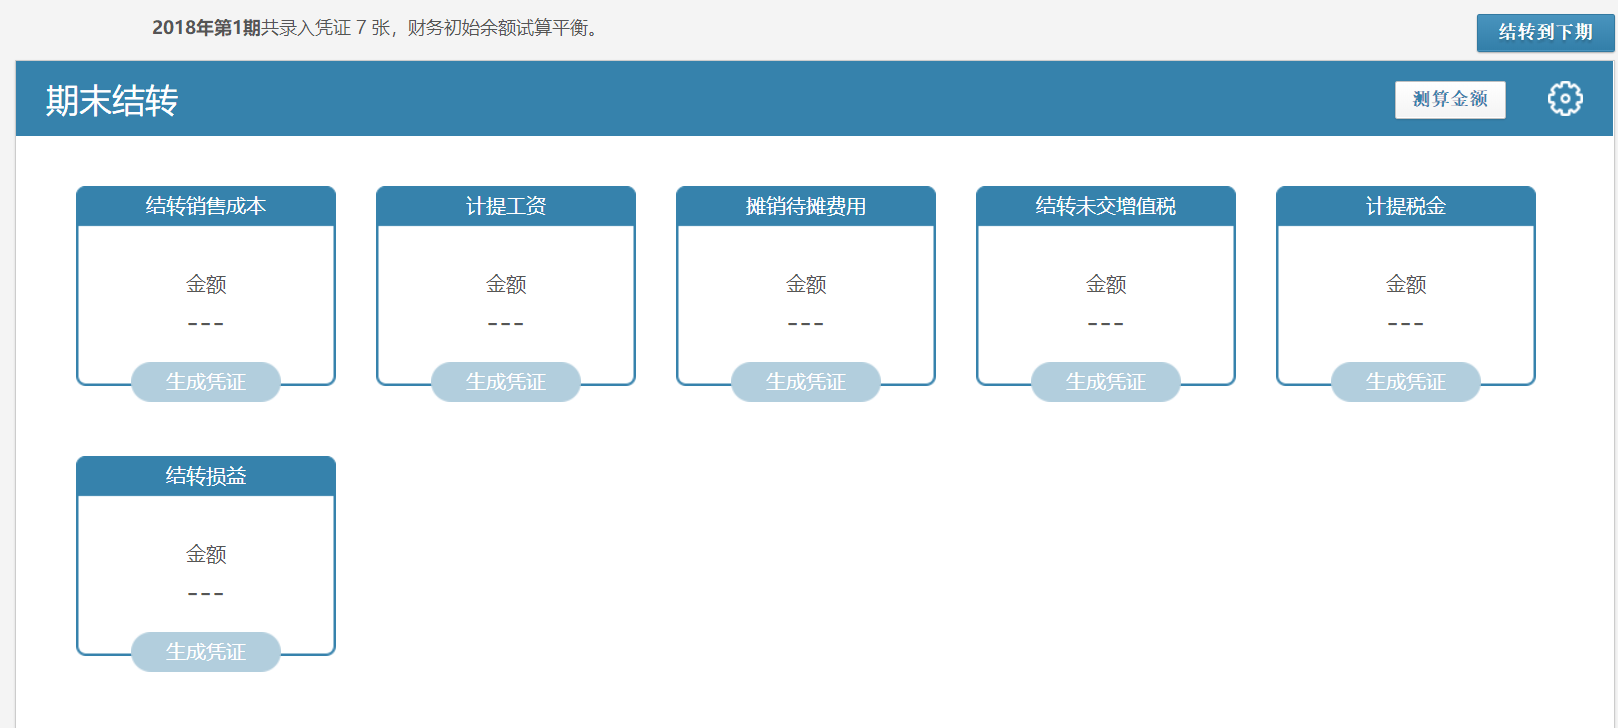 2018年第1期共录入凭证 7 张，财务初始余额试算平衡。
结转到下期
期末结转
测算金额
结转销售成本
金额
---
生成凭证
计提工资
金额
---
生成凭证
摊销待摊费用
金额
---
生成凭证
结转未交增值税
金额
---
生成凭证
计提税金
金额
---
生成凭证
结转损益
金额
---
生成凭证